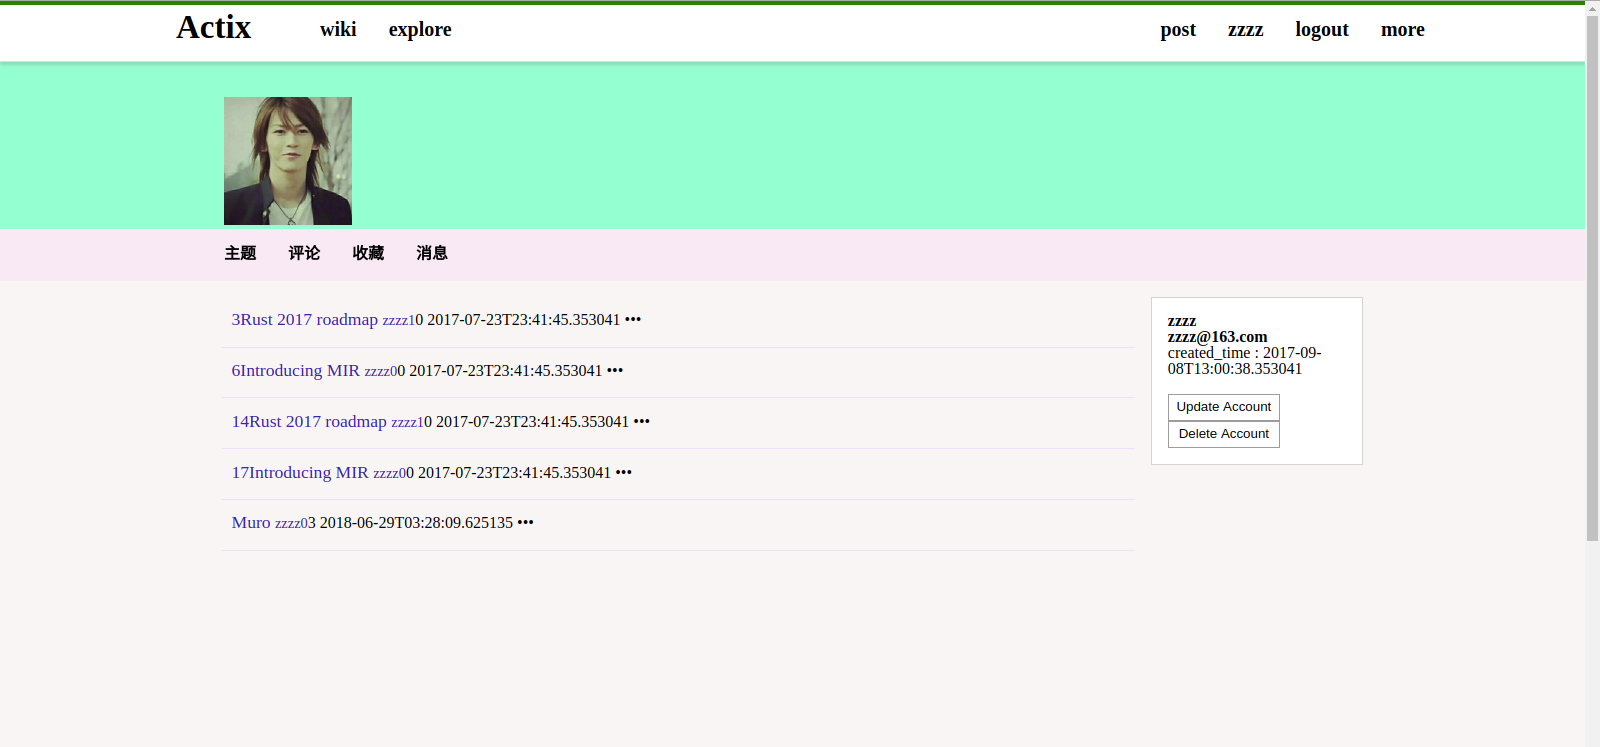 Actix wiki explore post zzzz logout more
主题 评论 收藏 消息
3Rust 2017 roadmap zzzz10 2017-07-23T23:41:45.353041 •••
6Introducing MIR zzzz00 2017-07-23T23:41:45.353041 •••
14Rust 2017 roadmap zzzz10 2017-07-23T23:41:45.353041 •••
17Introducing MIR zzzz00 2017-07-23T23:41:45.353041 •••
Muro zzzz03 2018-06-29T03:28:09.625135 •••
zzzz
zzzz@163.com
created_time : 2017-09-
08T13:00:38.353041
Update Account
Delete Account